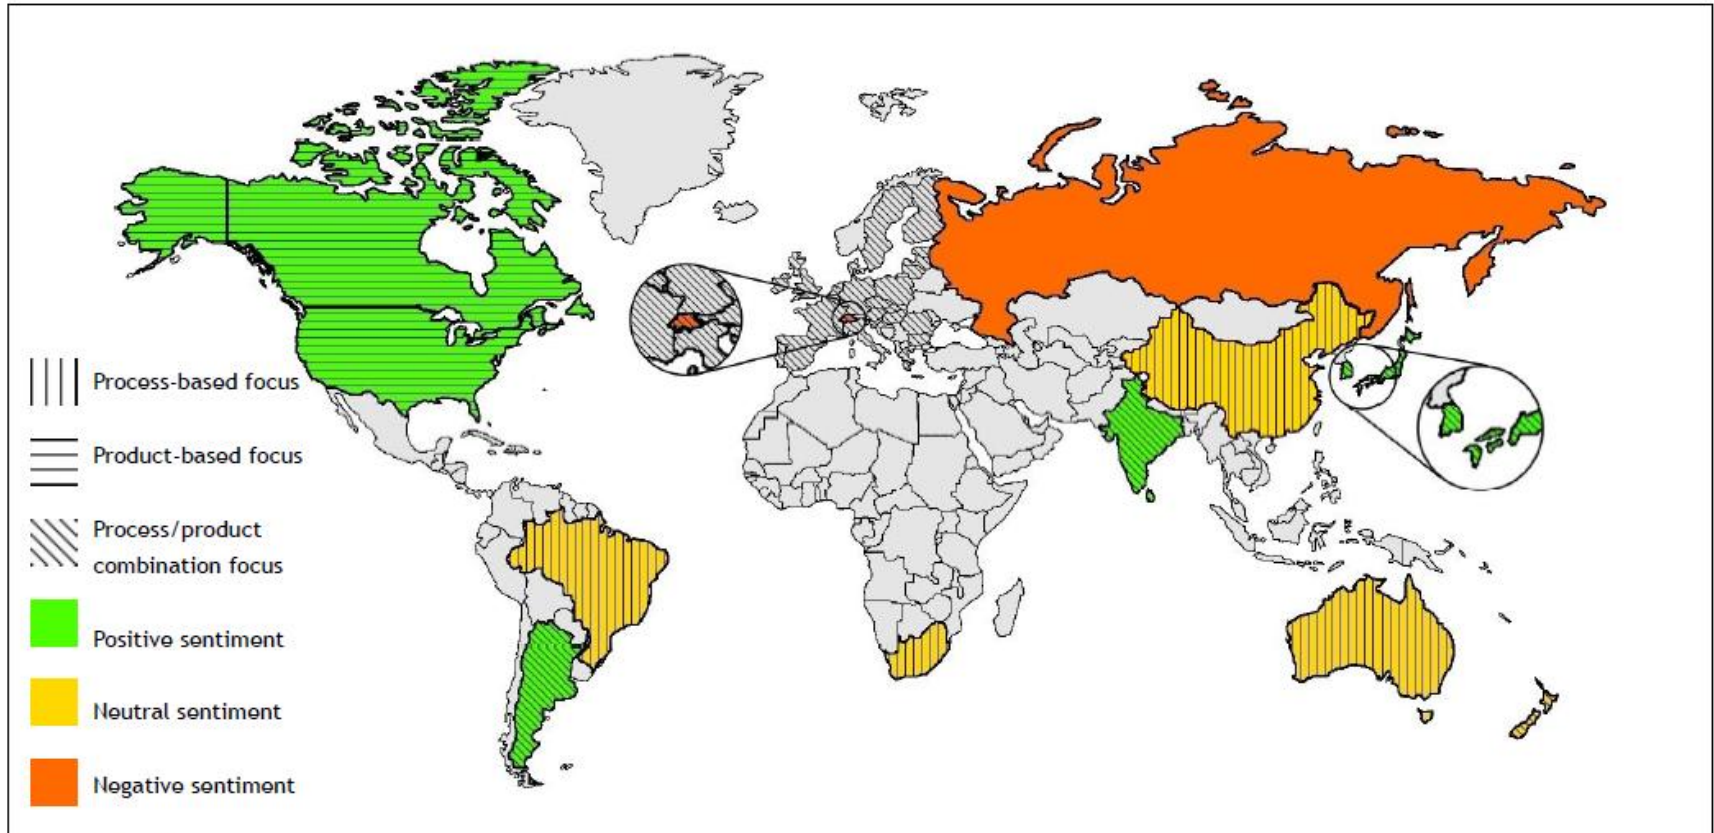 Process-based focus
Product-based focus
Process/product
combination focus
Positive sentiment
Neutral sentiment
Negative sentiment